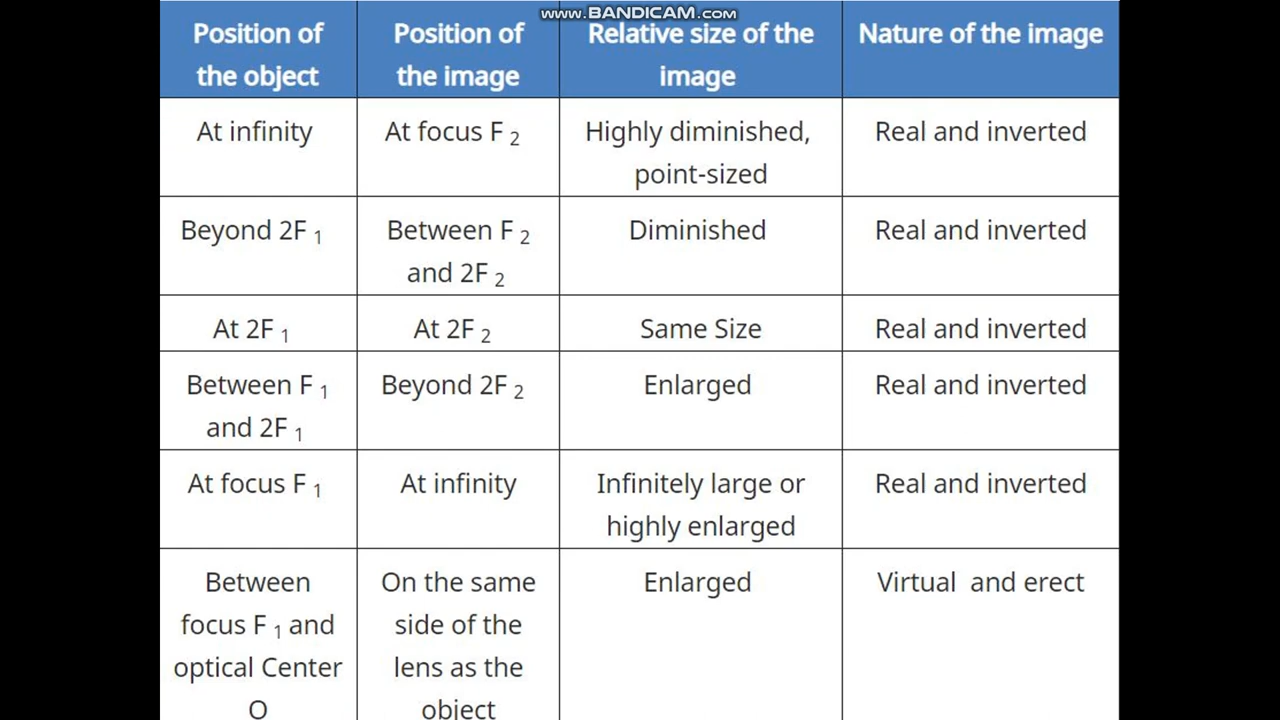 www.BANDICAM.com
Position of the object | Position of the image | Relative size of the image | Nature of the image
At infinity | At focus F 2 | Highly diminished, point-sized | Real and inverted
Beyond 2F 1 | Between F 2 and 2F 2 | Diminished | Real and inverted
At 2F 1 | At 2F 2 | Same Size | Real and inverted
Between F 1 and 2F 1 | Beyond 2F 2 | Enlarged | Real and inverted
At focus F 1 | At infinity | Infinitely large or highly enlarged | Real and inverted
Between focus F 1 and optical Center O | On the same side of the lens as the object | Enlarged | Virtual and erect